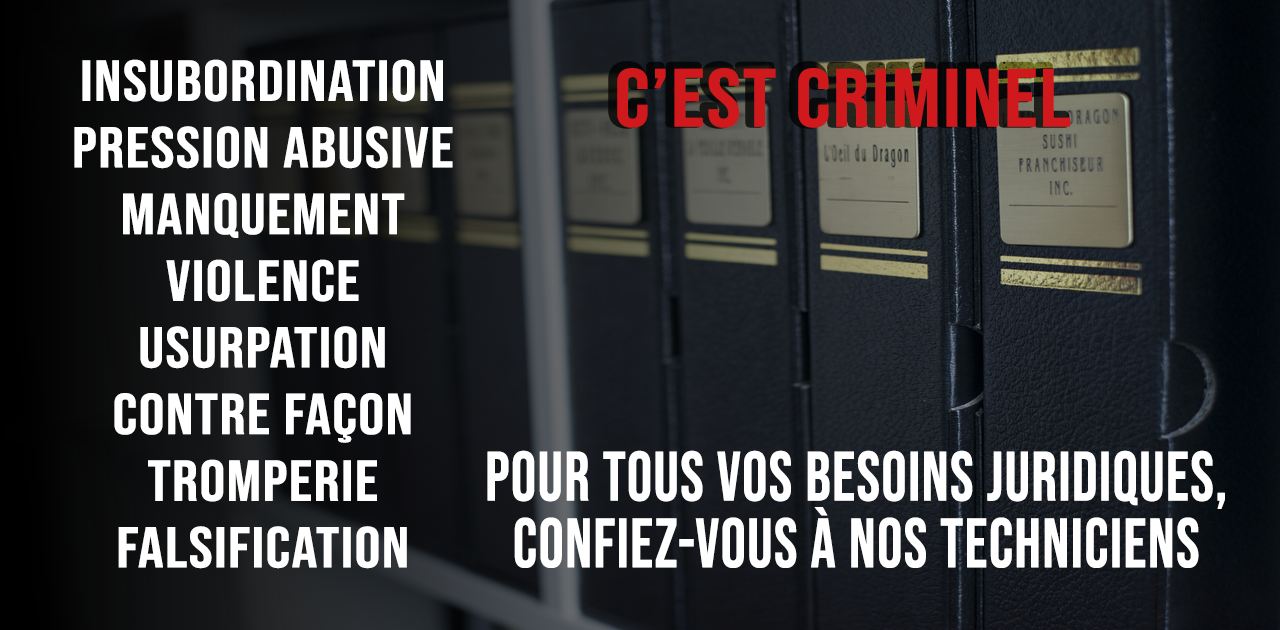 INSUBORDINATION
PRESSION ABUSIVE
MANQUEMENT
VIOLENCE
USURPATION
CONTRE FAÇON
TROMPERIE
FALSIFICATION
C'EST CRIMINEL
L'Oeil du Dragon
DRAGON
SUSHI
FRANCHISEUR
INC.
POUR TOUS VOS BESOINS JURIDIQUES,
CONFIEZ-VOUS À NOS TECHNICIENS